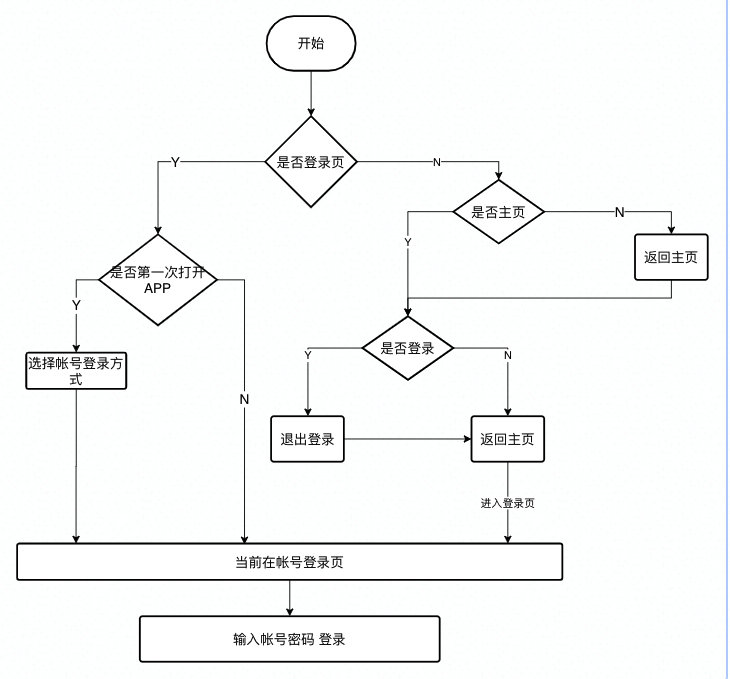 开始
是否登录页
Y
N
是否主页
N
Y
返回主页
是否第一次打开
APP
Y
N
选择帐号登录方
式
是否登录
Y
N
退出登录
返回主页
进入登录页
当前在帐号登录页
输入帐号密码 登录